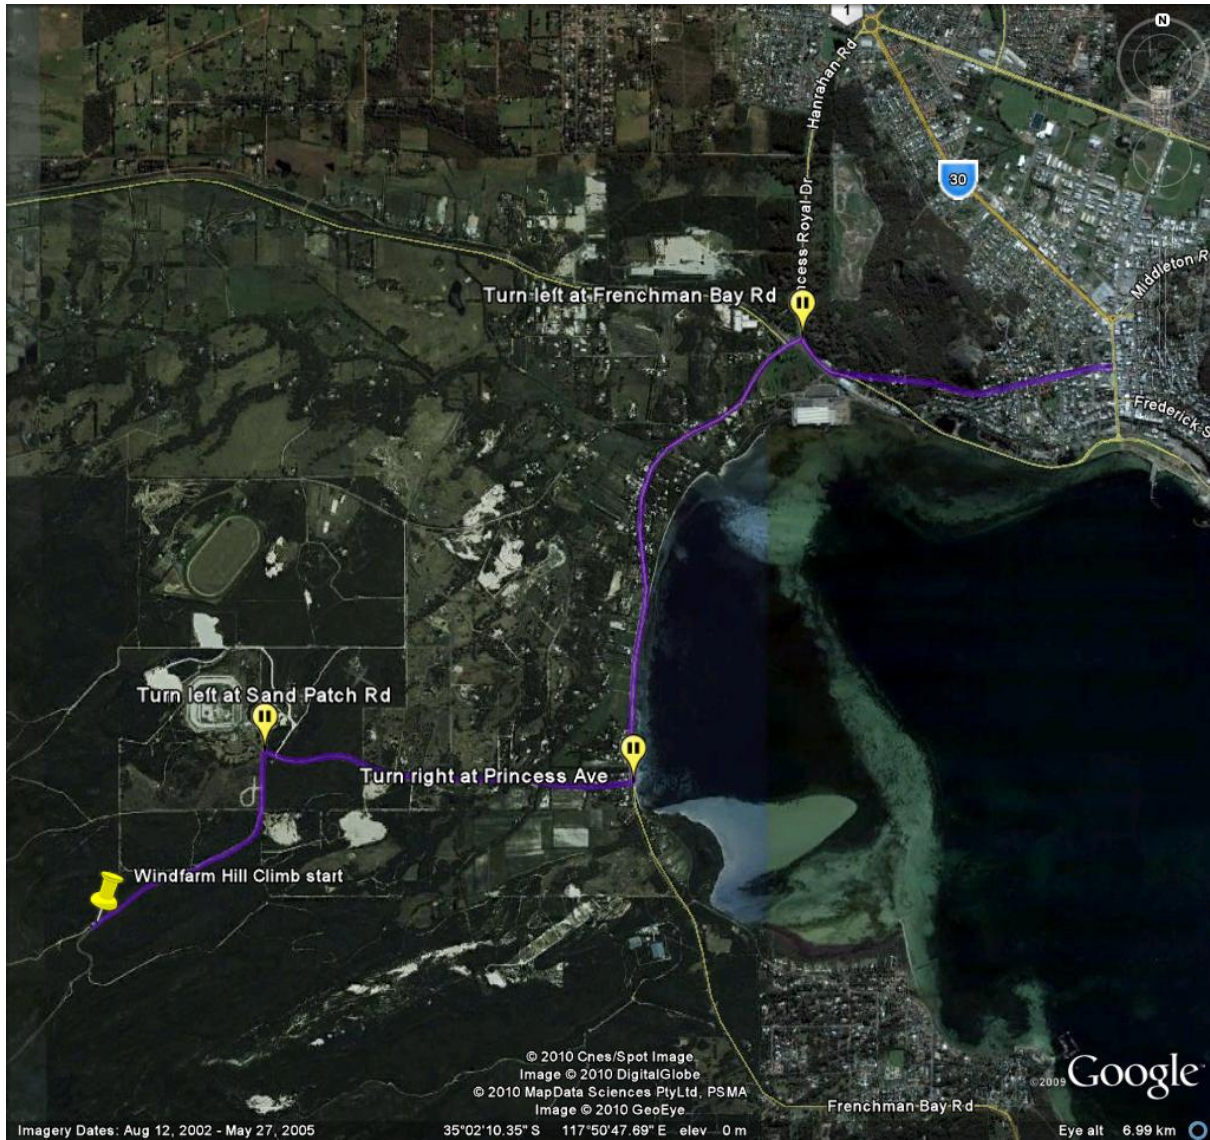 1
N
Hanrahan Rd
30
cess Royal Dr
Middleton R
Turn left at Frenchman Bay Rd
Frederick S
Turn left at Sand Patch Rd
Turn right at Princess Ave
Windfarm Hill Climb start
© 2010 Cnes/Spot Image
Image © 2010 DigitalGlobe
© 2010 MapData Sciences PtyLtd, PSMA
Image © 2010 GeoEye
©2009 Google
Frenchman Bay Rd
Imagery Dates: Aug 12, 2002 - May 27, 2005
35°02'10.35" S 117°50'47.69" E elev 0 m
Eye alt 6.99 km